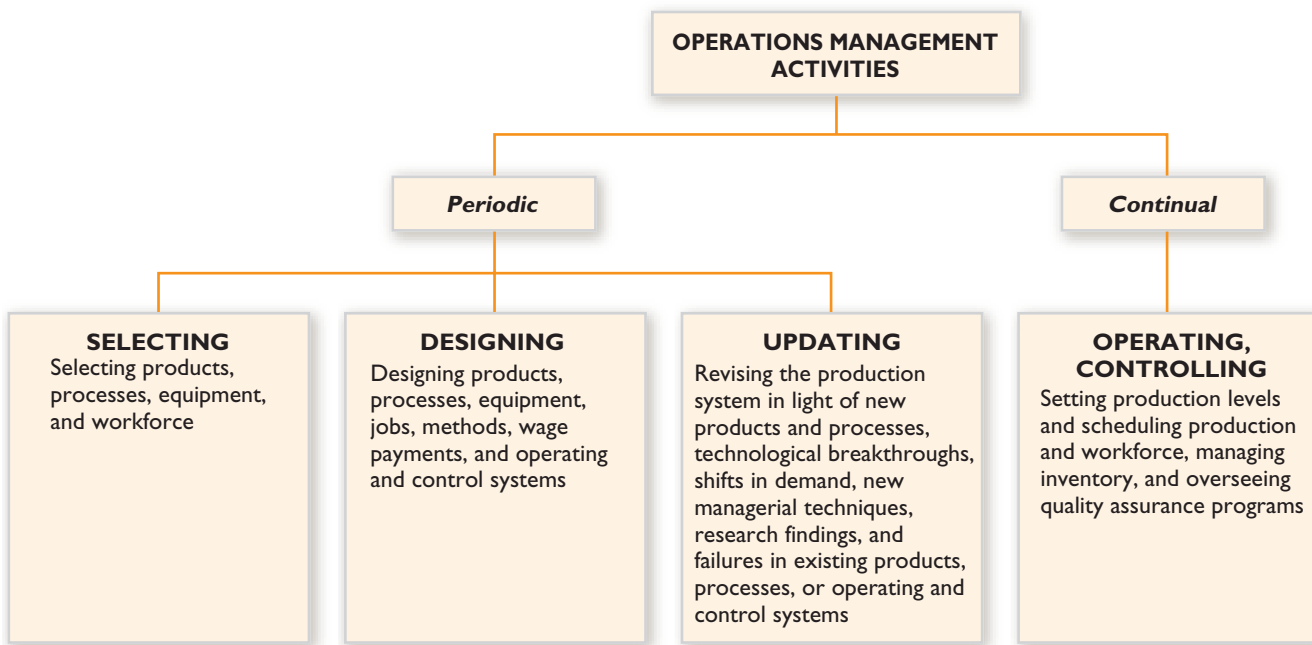 OPERATIONS MANAGEMENT
ACTIVITIES
Periodic
Continual
SELECTING
Selecting products,
processes, equipment,
and workforce
DESIGNING
Designing products,
processes, equipment,
jobs, methods, wage
payments, and operating
and control systems
UPDATING
Revising the production
system in light of new
products and processes,
technological breakthroughs,
shifts in demand, new
managerial techniques,
research findings, and
failures in existing products,
processes, or operating and
control systems
OPERATING,
CONTROLLING
Setting production levels
and scheduling production
and workforce, managing
inventory, and overseeing
quality assurance programs